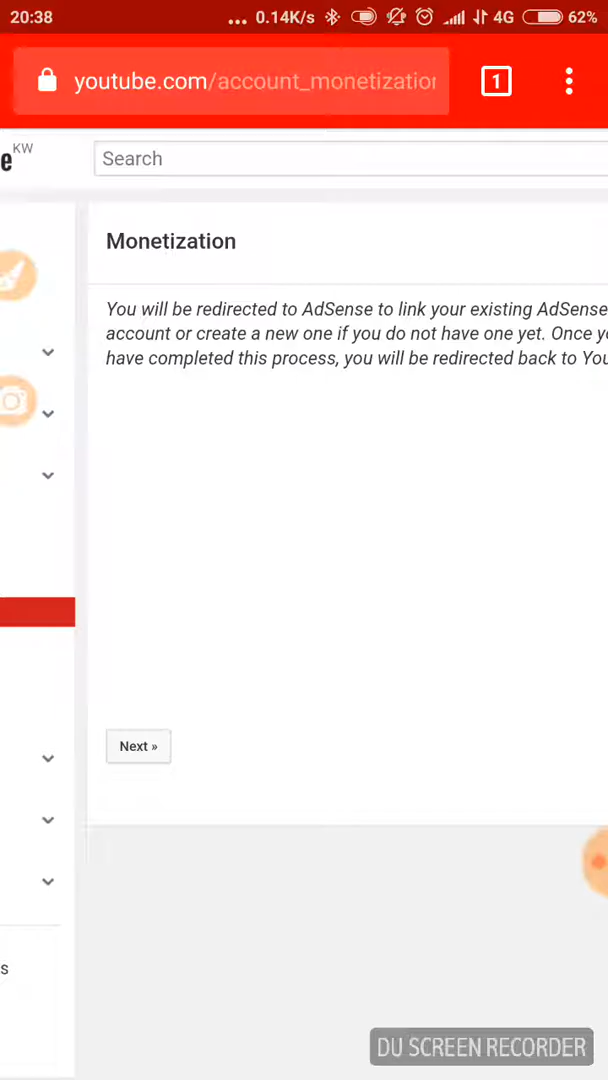 20:38 ... 0.14K/s 4G 62%
youtube.com/account_monetization 1
e KW
Search
Monetization
You will be redirected to AdSense to link your existing AdSense
account or create a new one if you do not have one yet. Once yo
have completed this process, you will be redirected back to You
Next »
s
DU SCREEN RECORDER